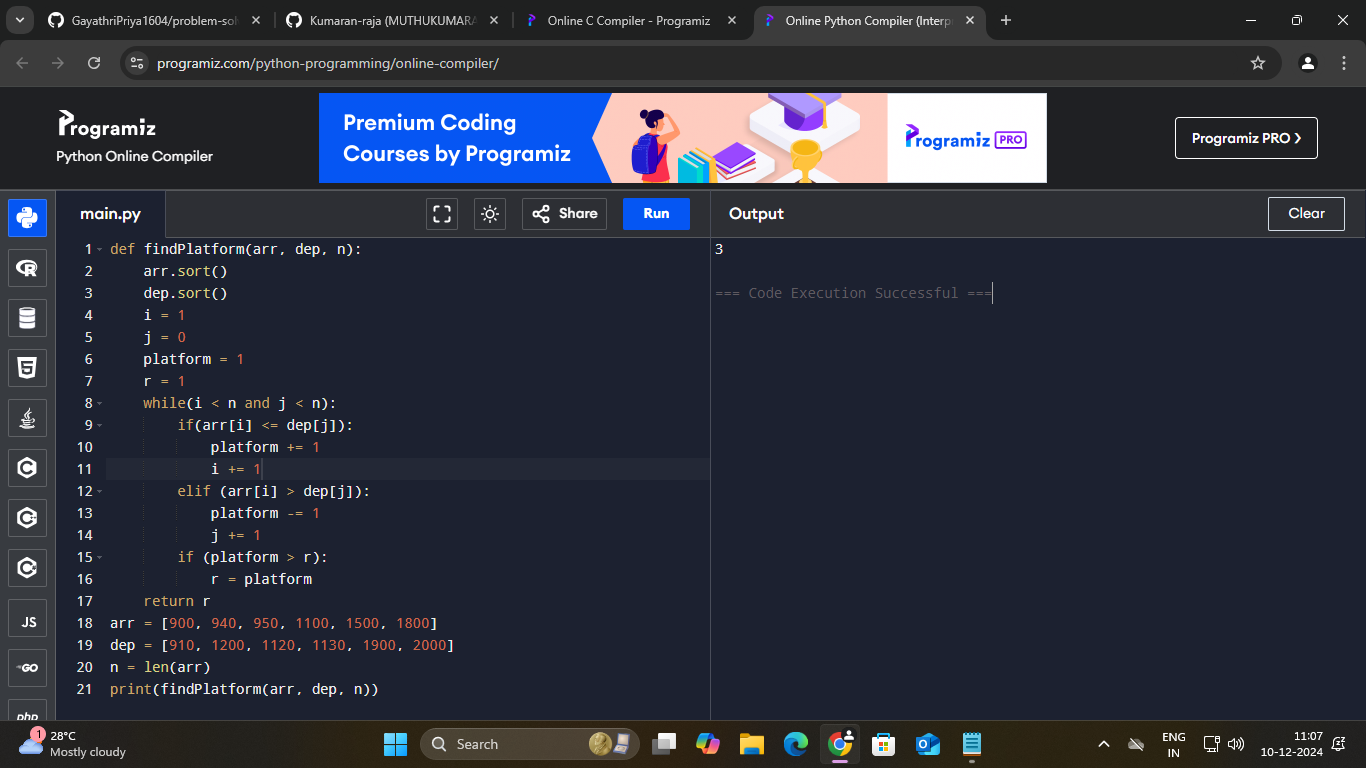 GayathriPriya1604/problem-sol
Kumaran-raja (MUTHUKUMARA
Online C Compiler - Programiz
Online Python Compiler (Interp
programiz.com/python-programming/online-compiler/
Programiz
Python Online Compiler
Premium Coding
Courses by Programiz
Programiz PRO
Programiz PRO ❯
main.py
Share
Run
Output
Clear
1 def findPlatform(arr, dep, n):
2 arr.sort()
3 dep.sort()
4 i = 1
5 j = 0
6 platform = 1
7 r = 1
8 while(i < n and j < n):
9 if(arr[i] <= dep[j]):
10 platform += 1
11 i += 1
12 elif (arr[i] > dep[j]):
13 platform -= 1
14 j += 1
15 if (platform > r):
16 r = platform
17 return r
18 arr = [900, 940, 950, 1100, 1500, 1800]
19 dep = [910, 1200, 1120, 1130, 1900, 2000]
20 n = len(arr)
21 print(findPlatform(arr, dep, n))
3
=== Code Execution Successful ===
JS
GO
php
1
28°C
Mostly cloudy
Search
ENG
IN
11:07
10-12-2024